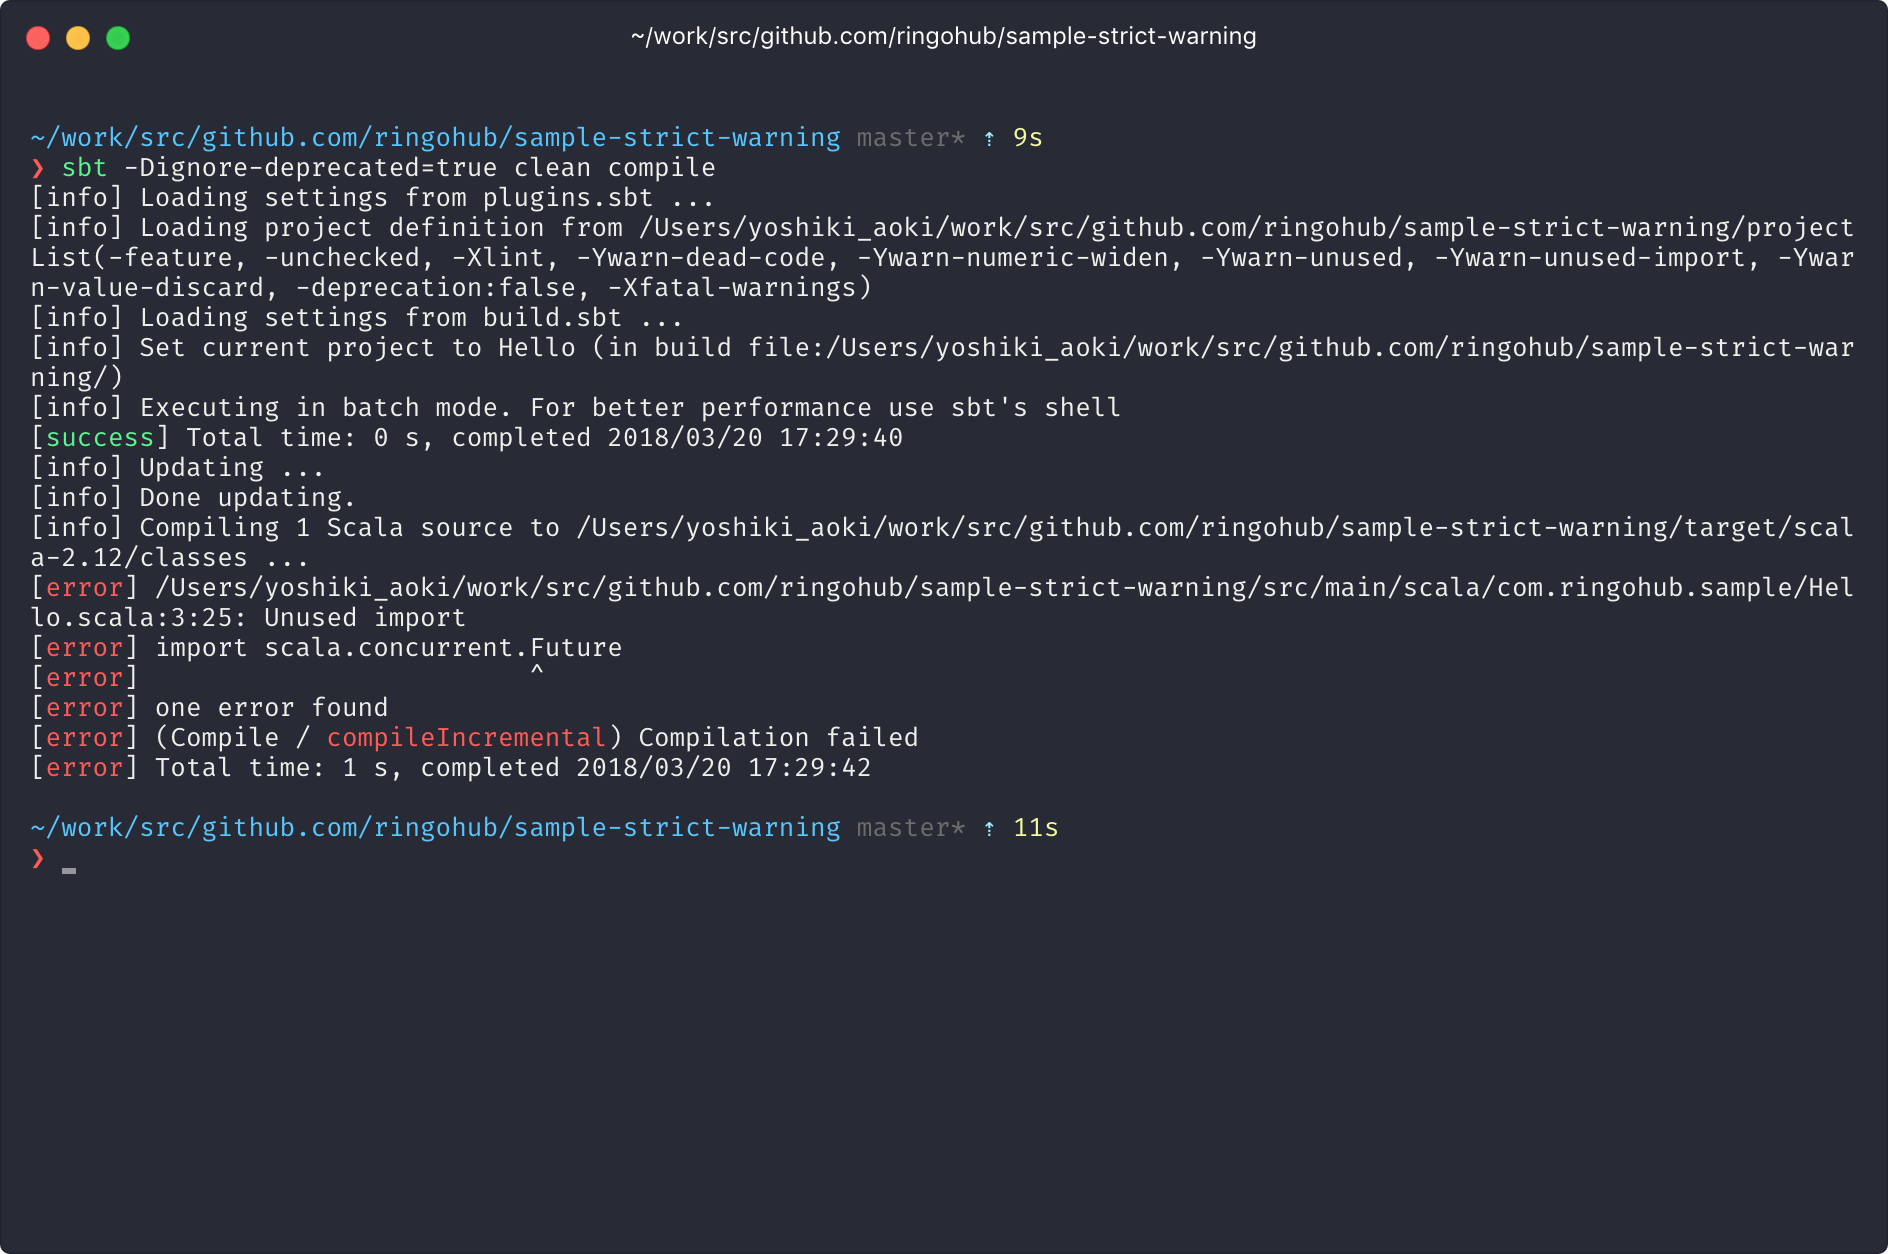 ~/work/src/github.com/ringohub/sample-strict-warning
~/work/src/github.com/ringohub/sample-strict-warning master* ⇡ 9s
❯ sbt -Dignore-deprecated=true clean compile
[info] Loading settings from plugins.sbt ...
[info] Loading project definition from /Users/yoshiki_aoki/work/src/github.com/ringohub/sample-strict-warning/project
List(-feature, -unchecked, -Xlint, -Ywarn-dead-code, -Ywarn-numeric-widen, -Ywarn-unused, -Ywarn-unused-import, -Ywar
n-value-discard, -deprecation:false, -Xfatal-warnings)
[info] Loading settings from build.sbt ...
[info] Set current project to Hello (in build file:/Users/yoshiki_aoki/work/src/github.com/ringohub/sample-strict-war
ning/)
[info] Executing in batch mode. For better performance use sbt's shell
[success] Total time: 0 s, completed 2018/03/20 17:29:40
[info] Updating ...
[info] Done updating.
[info] Compiling 1 Scala source to /Users/yoshiki_aoki/work/src/github.com/ringohub/sample-strict-warning/target/scal
a-2.12/classes ...
[error] /Users/yoshiki_aoki/work/src/github.com/ringohub/sample-strict-warning/src/main/scala/com.ringohub.sample/Hel
lo.scala:3:25: Unused import
[error] import scala.concurrent.Future
[error]                         ^
[error] one error found
[error] (Compile / compileIncremental) Compilation failed
[error] Total time: 1 s, completed 2018/03/20 17:29:42
~/work/src/github.com/ringohub/sample-strict-warning master* ⇡ 11s
❯